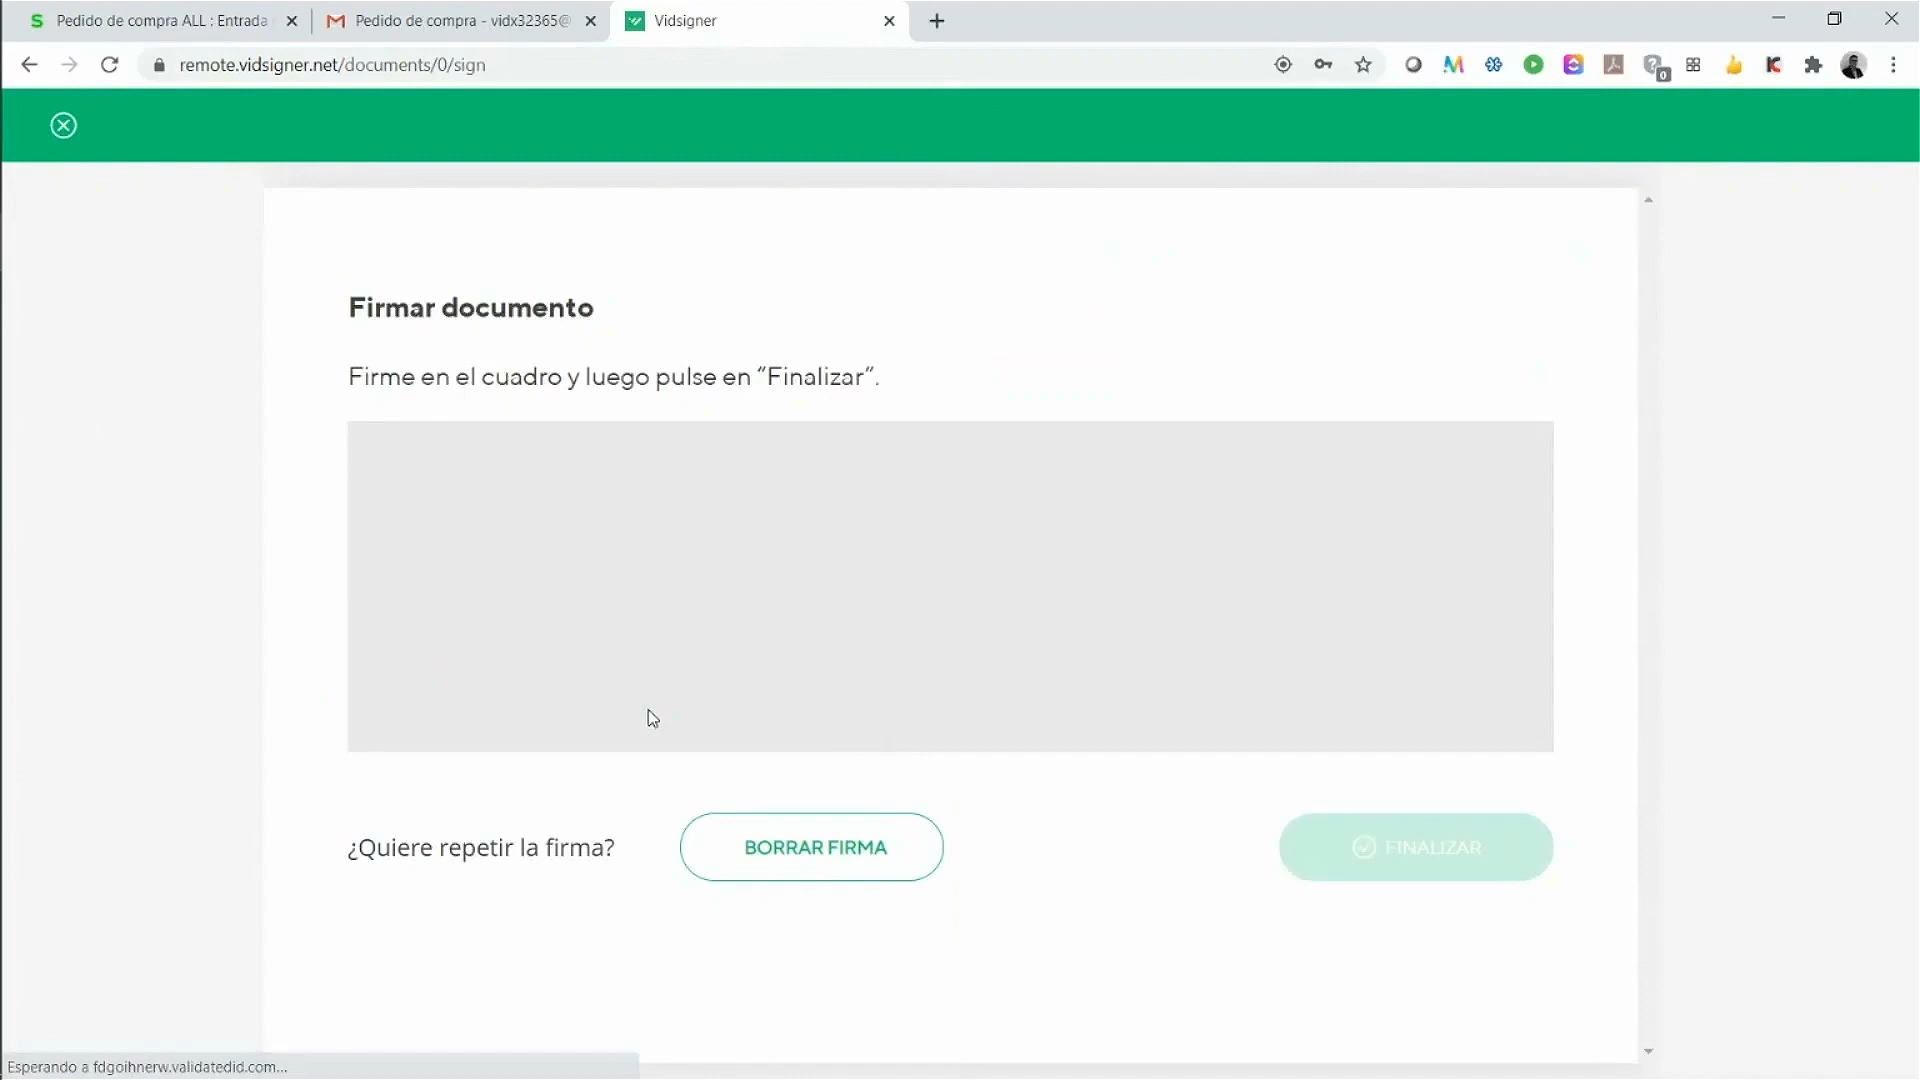 Pedido de compra ALL : Entrada
Pedido de compra - vidx32365@
Vidsigner
remote.vidsigner.net/documents/0/sign
0
Firmar documento
Firme en el cuadro y luego pulse en “Finalizar”.
¿Quiere repetir la firma?
BORRAR FIRMA
FINALIZAR
Esperando a fdgoihnerw.validatedid.com...